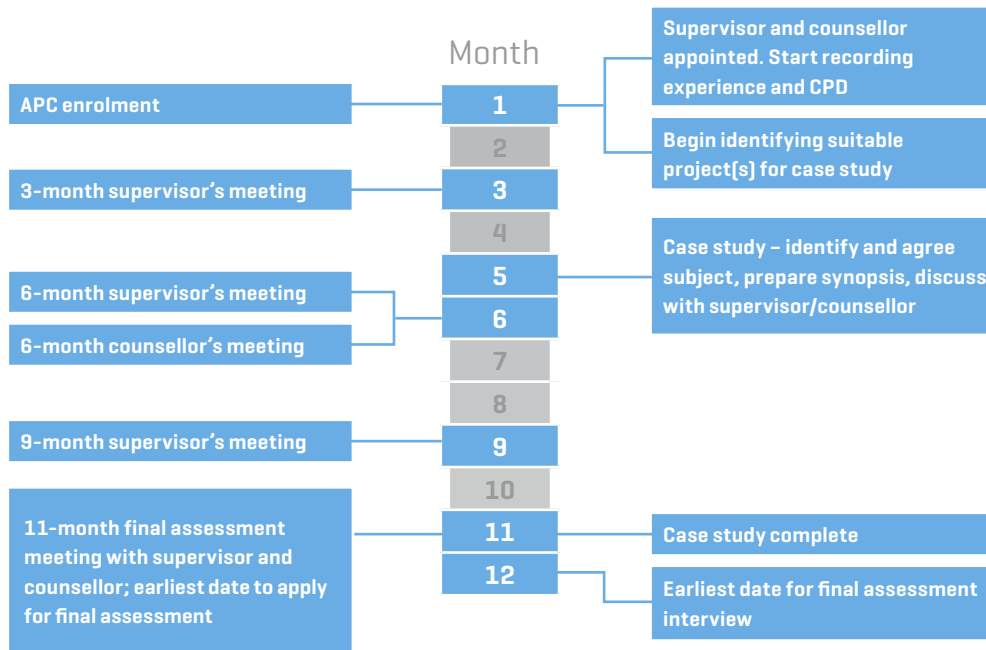 Month
APC enrolment
1
Supervisor and counsellor
appointed. Start recording
experience and CPD
Begin identifying suitable
project(s) for case study
2
3-month supervisor's meeting
3
4
5
Case study – identify and agree
subject, prepare synopsis, discuss
with supervisor/counsellor
6-month supervisor's meeting
6-month counsellor's meeting
6
7
8
9-month supervisor's meeting
9
10
11-month final assessment
meeting with supervisor and
counsellor; earliest date to apply
for final assessment
11
Case study complete
12
Earliest date for final assessment
interview